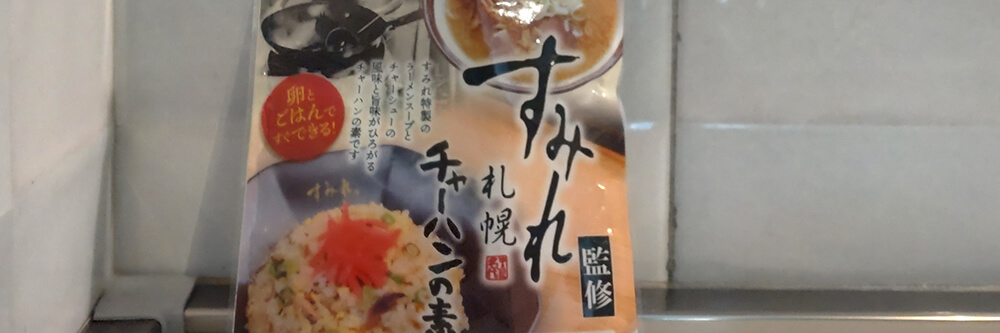 すみれ
札幌
監修
チャーハンの素
すみれ特製の
ラーメンスープと
チャーシューの
風味と旨味がひろがる
チャーハンの素です
卵と
ごはんで
すぐできる!
すみれ